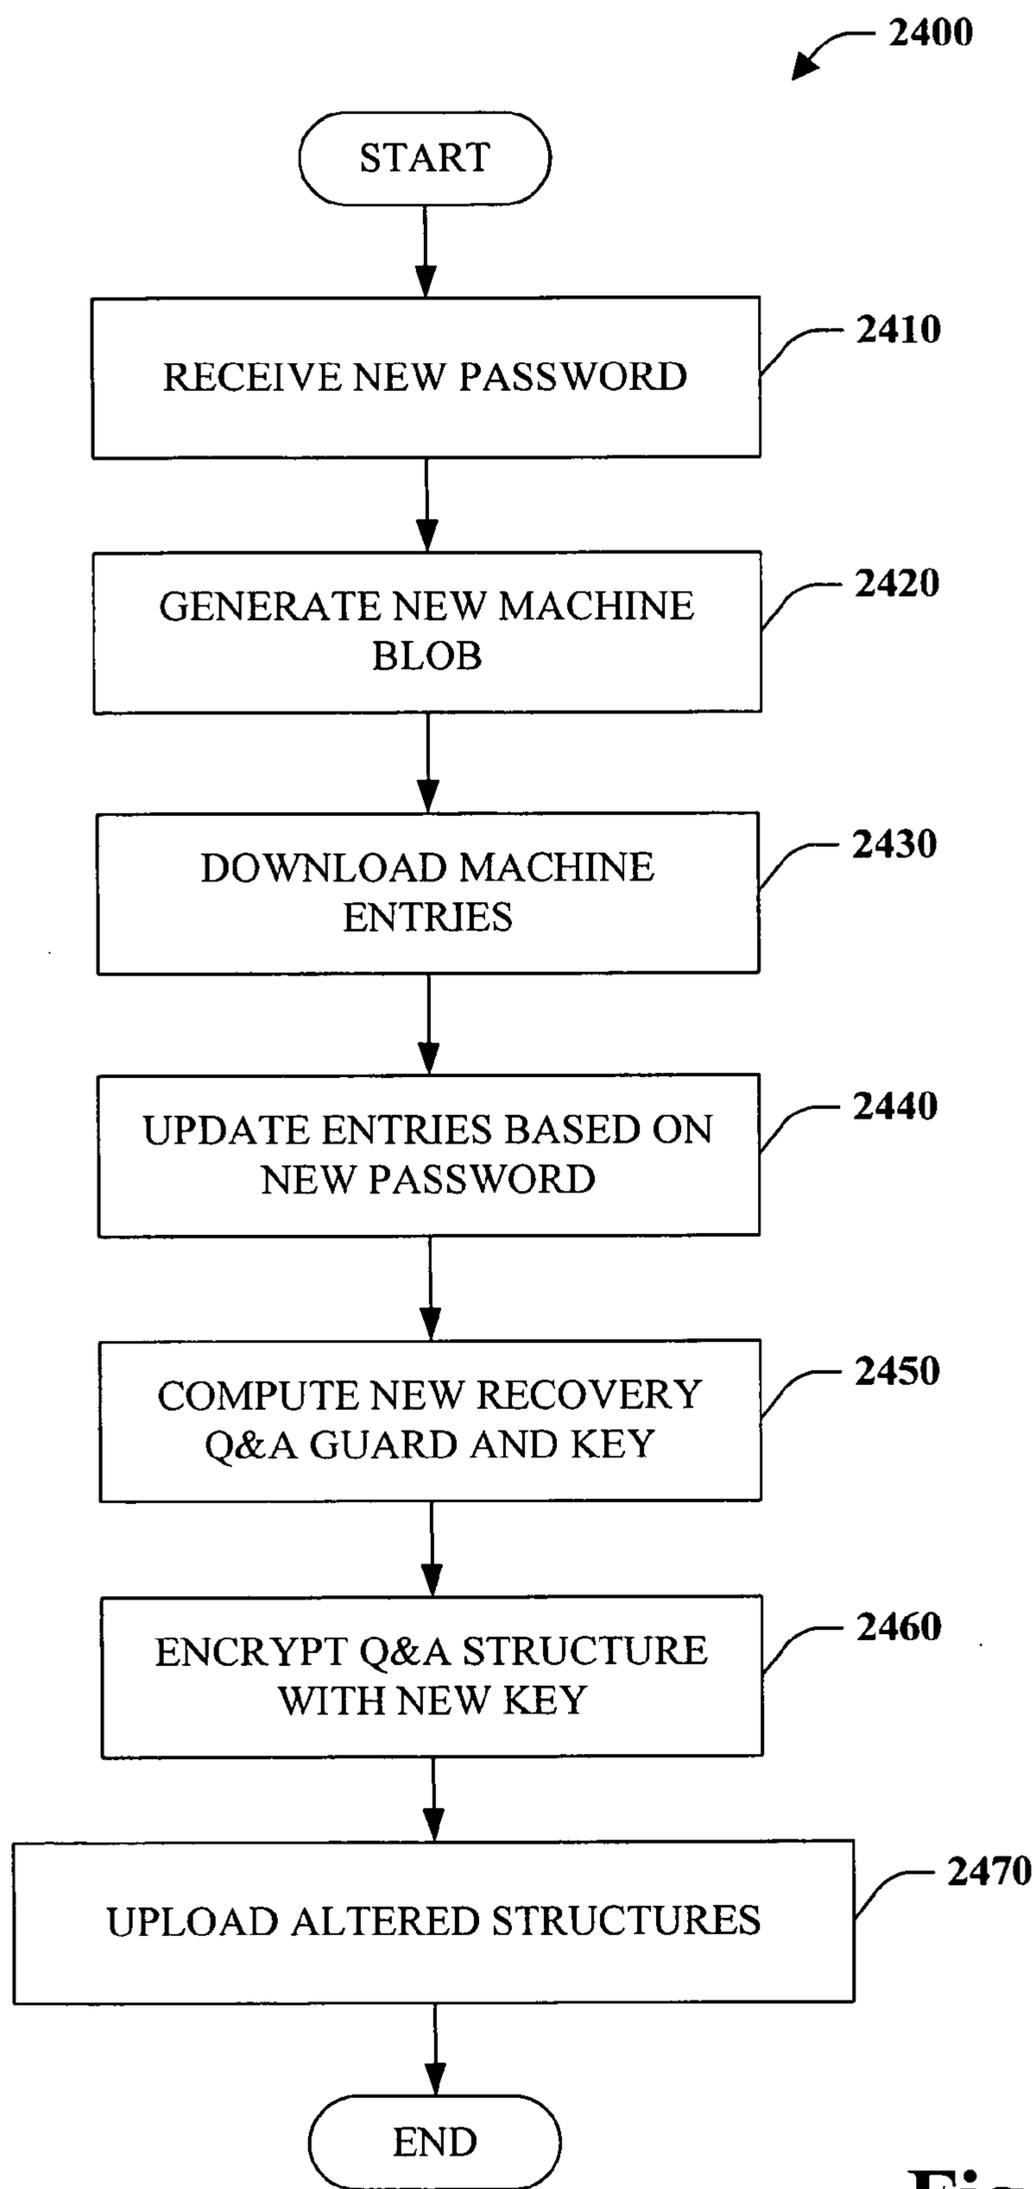 2400
START
RECEIVE NEW PASSWORD
2410
GENERATE NEW MACHINE
BLOB
2420
DOWNLOAD MACHINE
ENTRIES
2430
UPDATE ENTRIES BASED ON
NEW PASSWORD
2440
COMPUTE NEW RECOVERY
Q&A GUARD AND KEY
2450
ENCRYPT Q&A STRUCTURE
WITH NEW KEY
2460
UPLOAD ALTERED STRUCTURES
2470
END